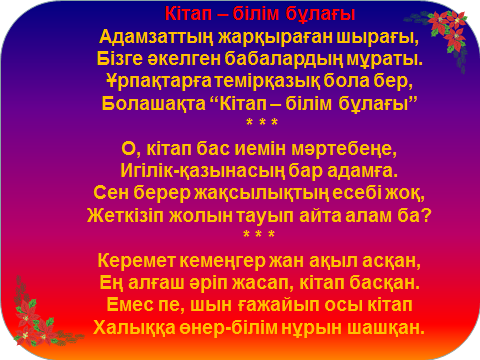 Кітап – білім бұлағы
Адамзаттың жарқыраған шырағы,
Бізге әкелген бабалардың мұраты.
Ұрпақтарға темірқазық бола бер,
Болашақта “Кітап – білім бұлағы”
* * *
О, кітап бас иемін мәртебеңе,
Игілік-қазынасың бар адамға.
Сен берер жақсылықтың есебі жоқ,
Жеткізіп жолын тауып айта алам ба?
* * *
Керемет кемеңгер жан ақыл асқан,
Ең алғаш әріп жасап, кітап басқан.
Емес пе, шын ғажайып осы кітап
Халыққа өнер-білім нұрын шашқан.